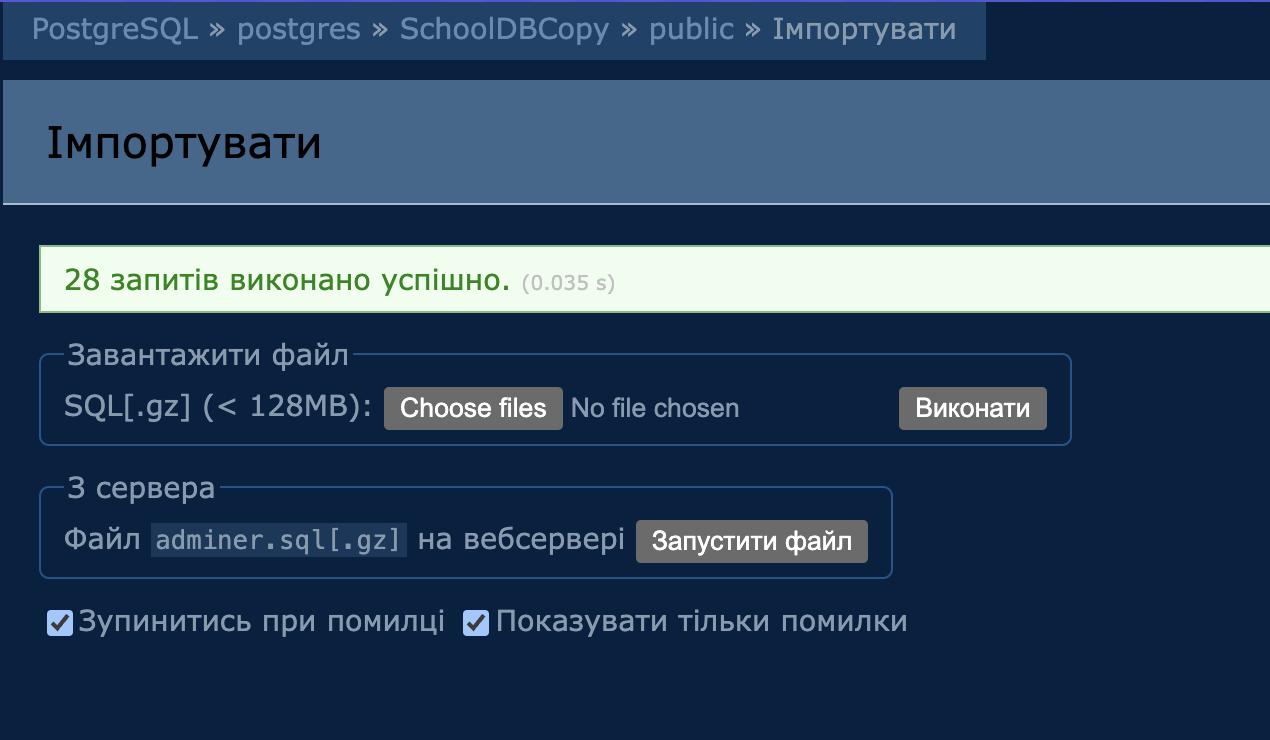 PostgreSQL » postgres » SchoolDBCopy » public » Імпортувати
Імпортувати
28 запитів виконано успішно. (0.035 s)
Завантажити файл
SQL[.gz] (< 128MB): Choose files No file chosen Виконати
З сервера
Файл adminer.sql[.gz] на вебсервері Запустити файл
Зупинитись при помилці Показувати тільки помилки